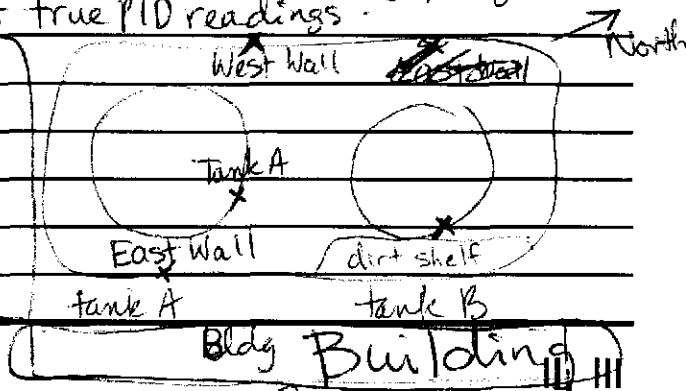 true PID readings.
North
West Wall
Tank A
East Wall
dirt shelf
tank A tank B
Bldg Building